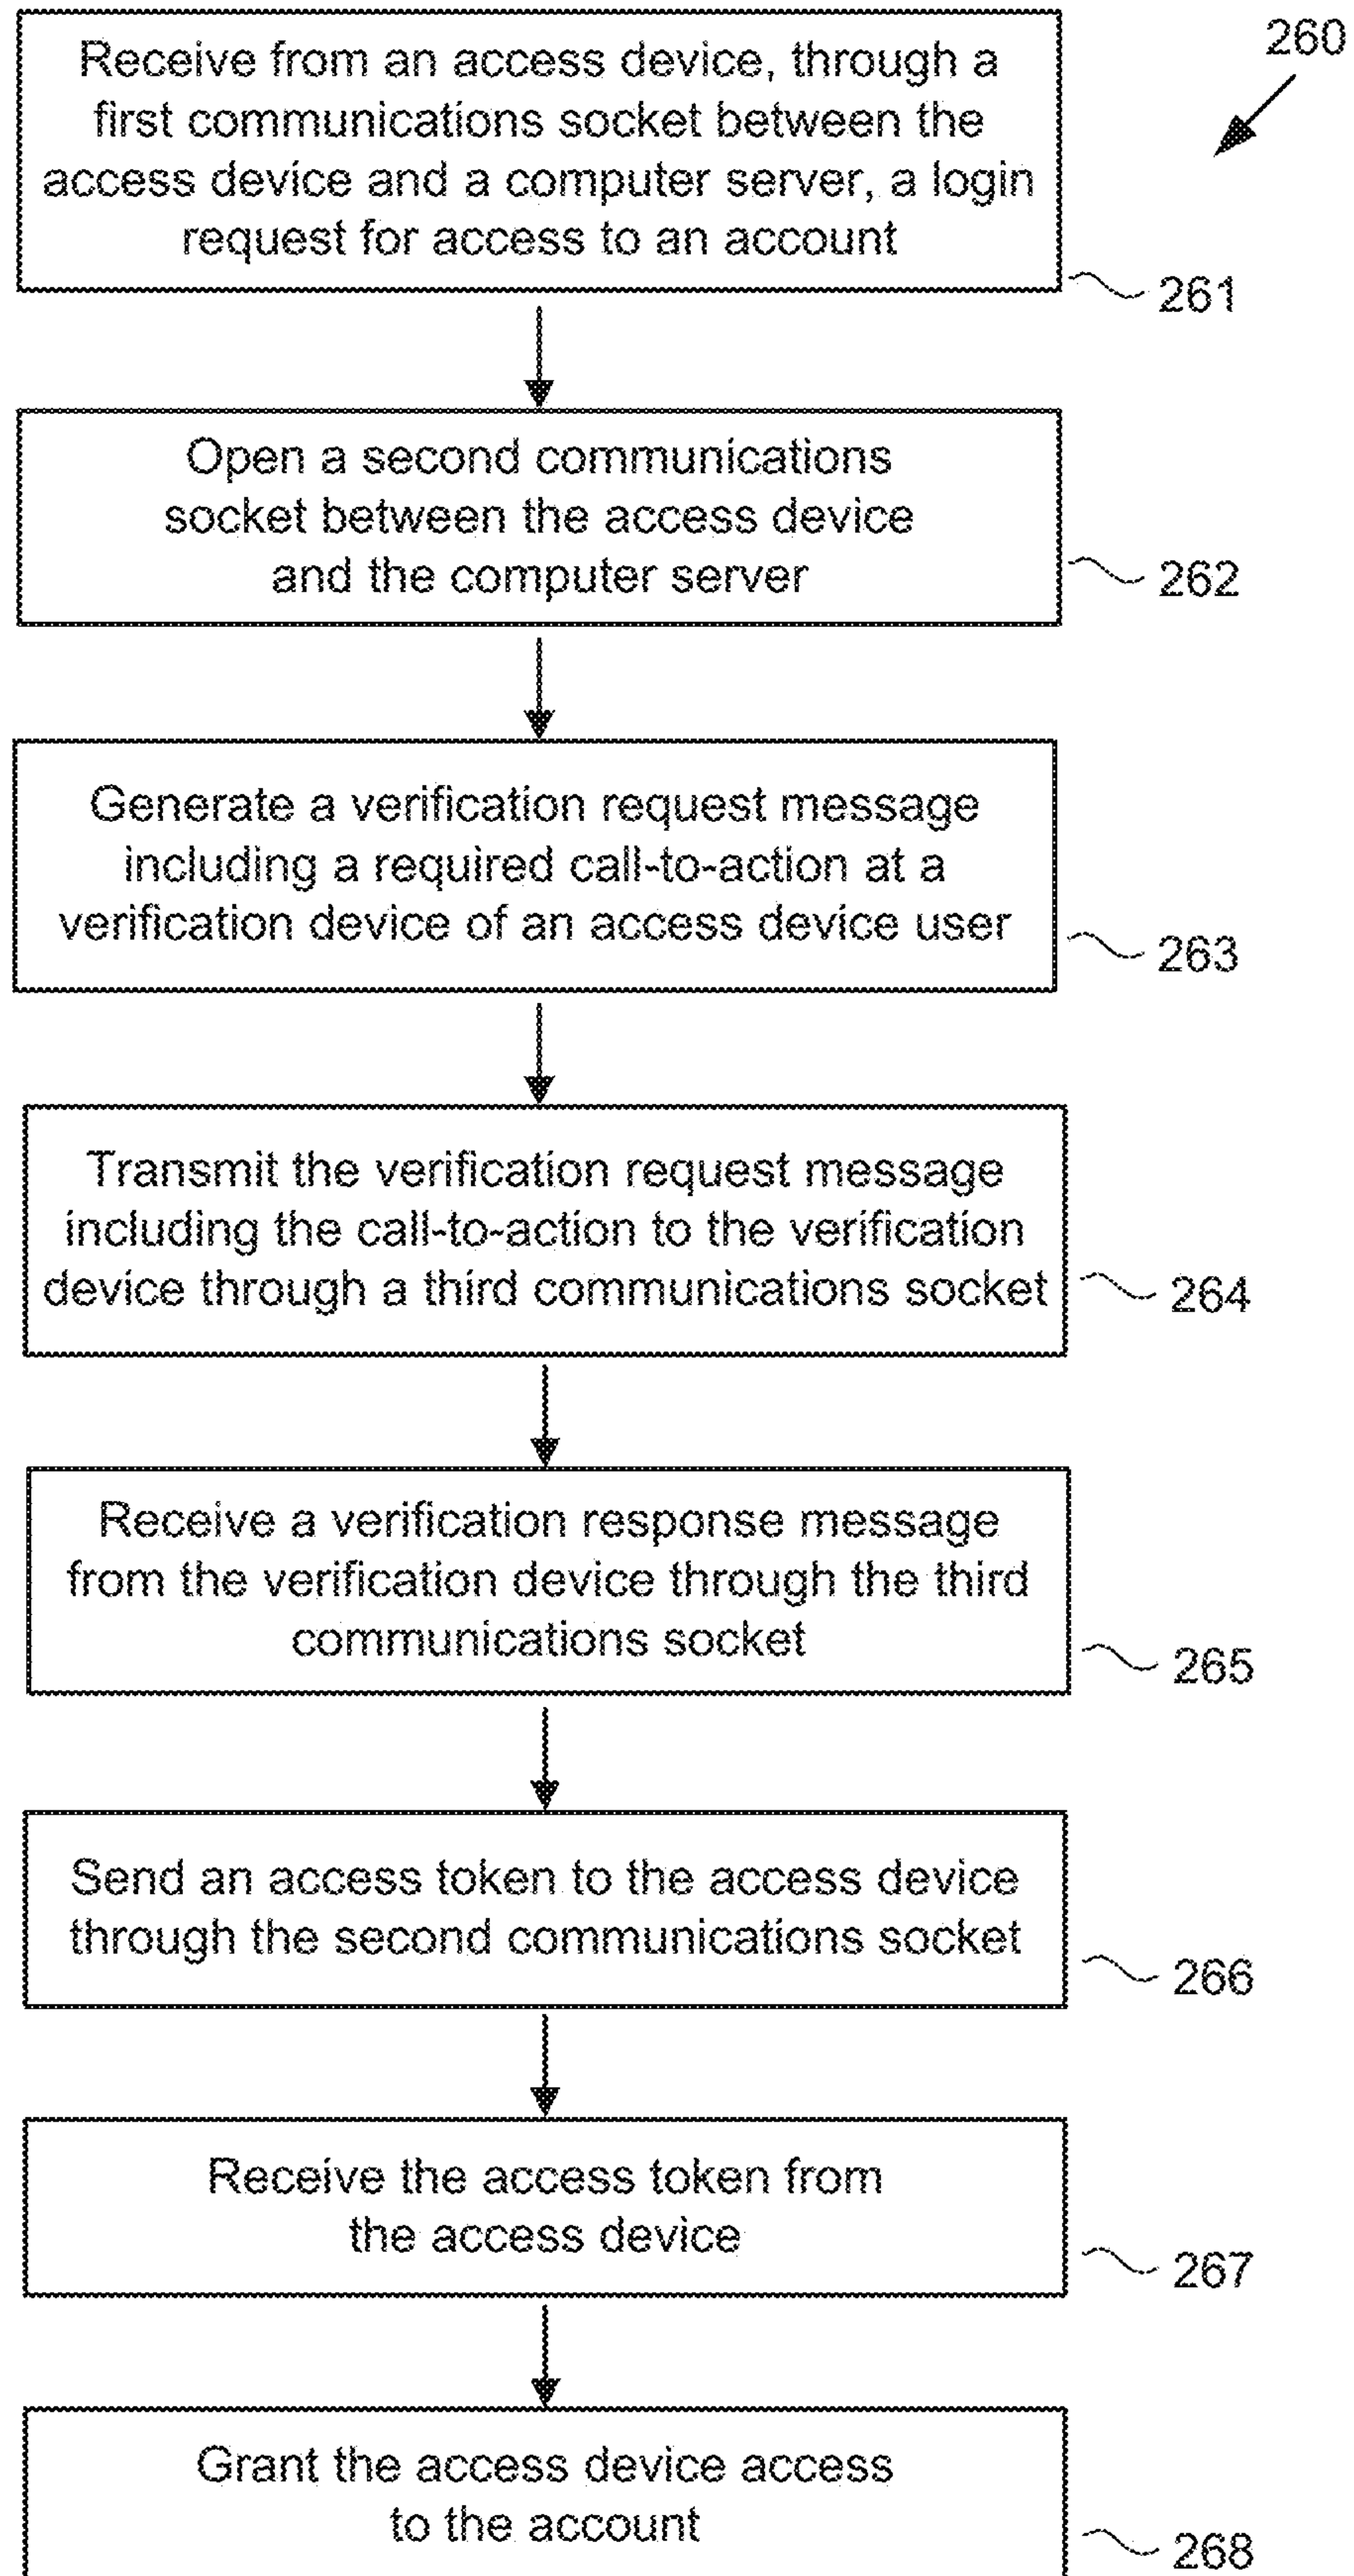 260
Receive from an access device, through a
first communications socket between the
access device and a computer server, a login
request for access to an account
261
Open a second communications
socket between the access device
and the computer server
262
Generate a verification request message
including a required call-to-action at a
verification device of an access device user
263
Transmit the verification request message
including the call-to-action to the verification
device through a third communications socket
264
Receive a verification response message
from the verification device through the third
communications socket
265
Send an access token to the access device
through the second communications socket
266
Receive the access token from
the access device
267
Grant the access device access
to the account
268